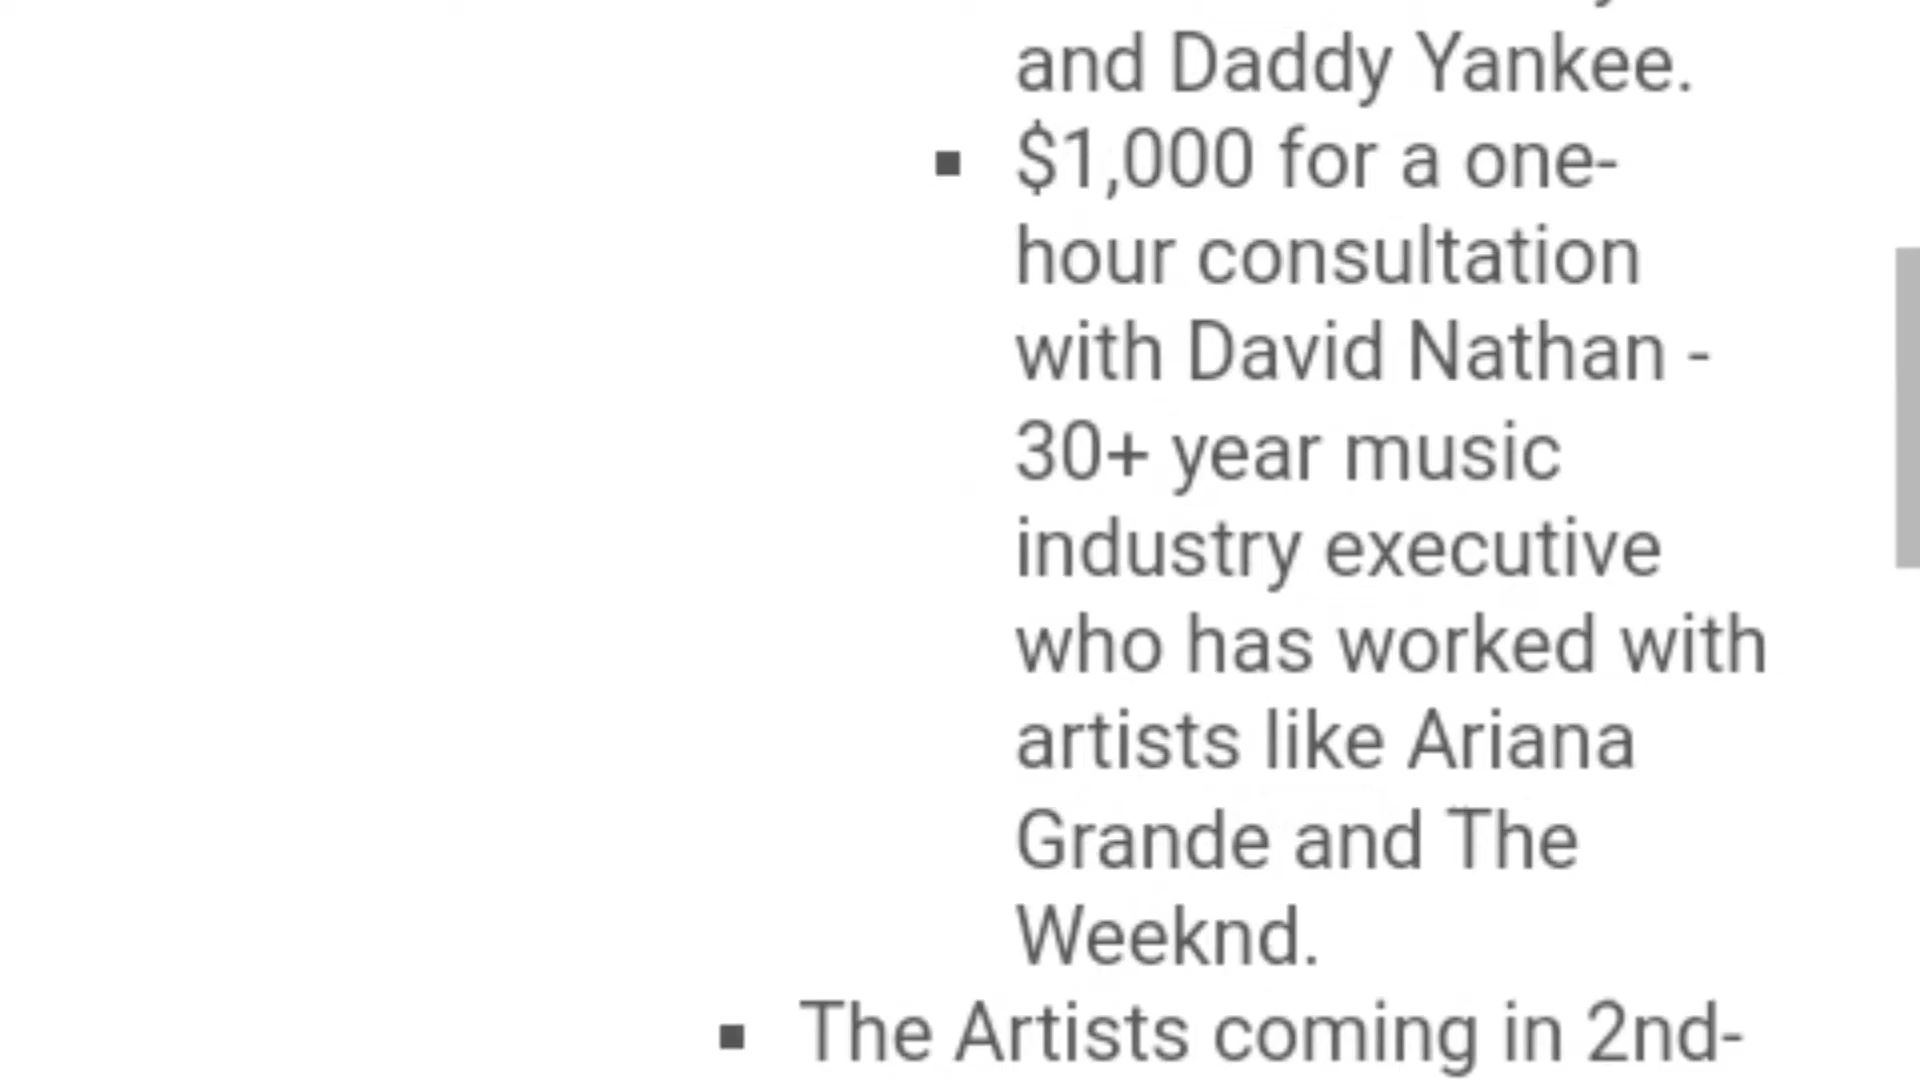 and Daddy Yankee.
▪ $1,000 for a one-
hour consultation
with David Nathan -
30+ year music
industry executive
who has worked with
artists like Ariana
Grande and The
Weeknd.
▪ The Artists coming in 2nd-